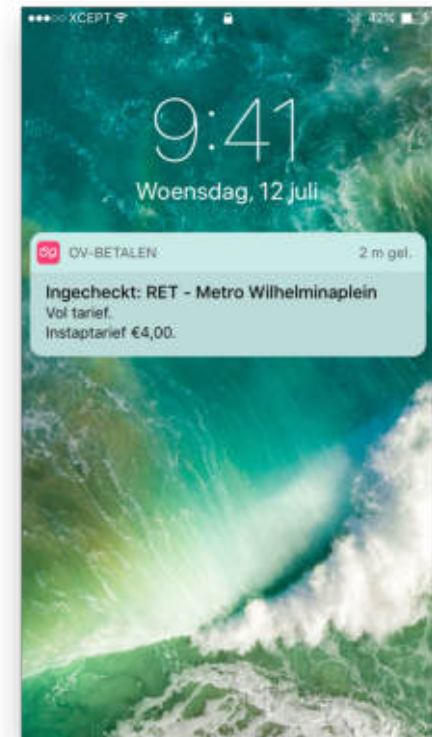 XCEPT 42%
9:41
Woensdag, 12 juli
OV-BETALEN 2 m gel.
Ingecheckt: RET - Metro Wilhelminaplein
Vol tarief.
Instaptarief €4,00.